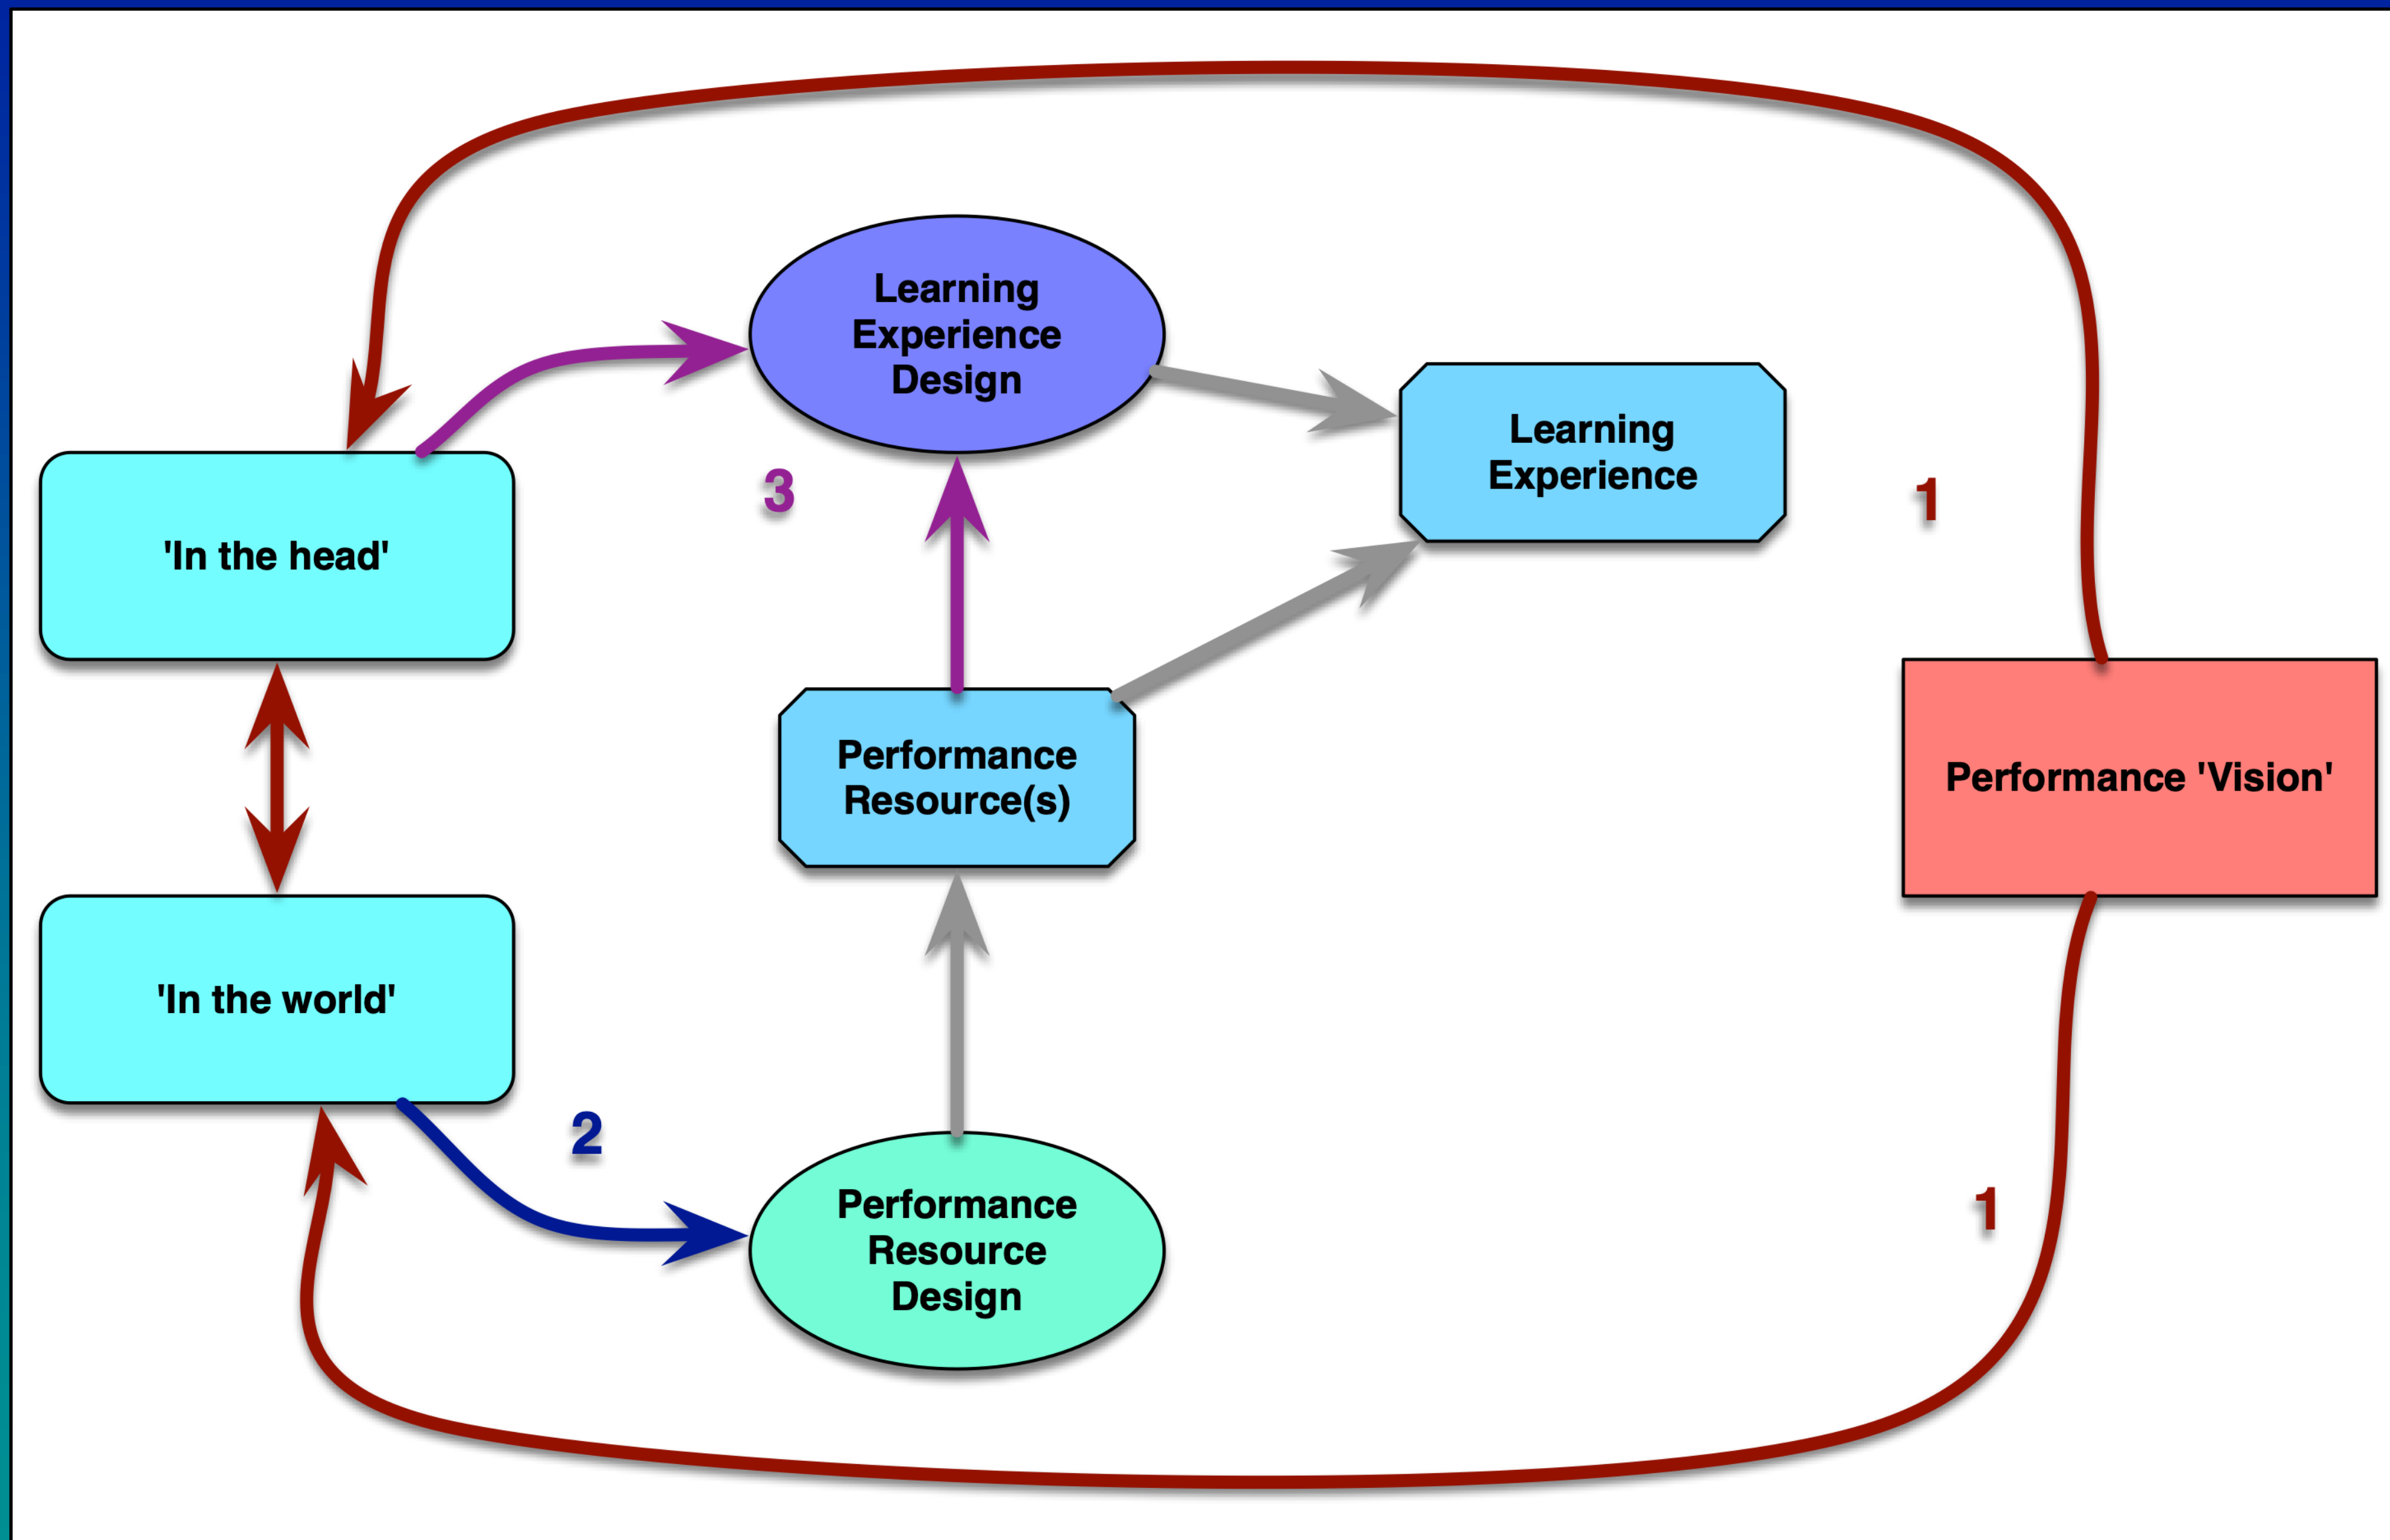 Learning
Experience
Design
Learning
Experience
3
1
'In the head'
Performance
Resource(s)
Performance 'Vision'
'In the world'
2
Performance
Resource
Design
1